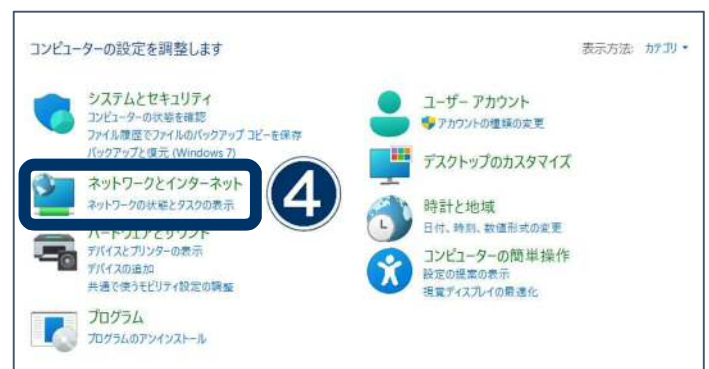 コンピューターの設定を調整します
表示方法: カテゴリ
システムとセキュリティ
コンピューターの状態を確認
ファイル履歴でファイルのバックアップ コピーを保存
バックアップと復元 (Windows 7)
ネットワークとインターネット
ネットワークの状態とタスクの表示
④
ハードウェアとサウンド
デバイスとプリンターの表示
デバイスの追加
共通で使うモビリティ設定の調整
プログラム
プログラムのアンインストール
ユーザー アカウント
アカウントの種類の変更
デスクトップのカスタマイズ
時計と地域
日付、時刻、数値形式の変更
コンピューターの簡単操作
設定の提案の表示
視覚ディスプレイの最適化